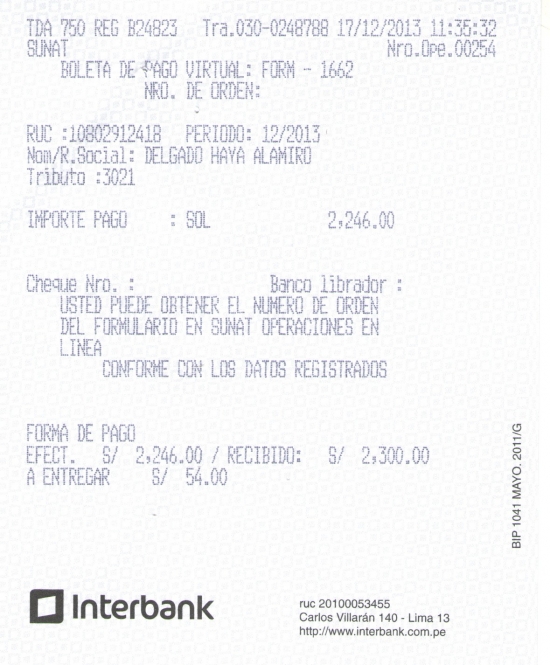 TDA 750 REG B24823 Tra.030-0248788 17/12/2013 11:35:32
SUNAT Nro.Ope.00254
BOLETA DE PAGO VIRTUAL: FORM - 1662
NRO. DE ORDEN:
RUC :10802912418 PERIODO: 12/2013
Nom/R.Social: DELGADO HAYA ALAMIRO
Tributo :3021
IMPORTE PAGO : SOL 2,246.00
Cheque Nro. : Banco librador :
USTED PUEDE OBTENER EL NUMERO DE ORDEN
DEL FORMULARIO EN SUNAT OPERACIONES EN
LINEA
CONFORME CON LOS DATOS REGISTRADOS
FORMA DE PAGO
EFECT. S/ 2,246.00 / RECIBIDO: S/ 2,300.00
A ENTREGAR S/ 54.00
BIP 1041 MAYO. 2011/G
Interbank
ruc 20100053455
Carlos Villarán 140 - Lima 13
http://www.interbank.com.pe